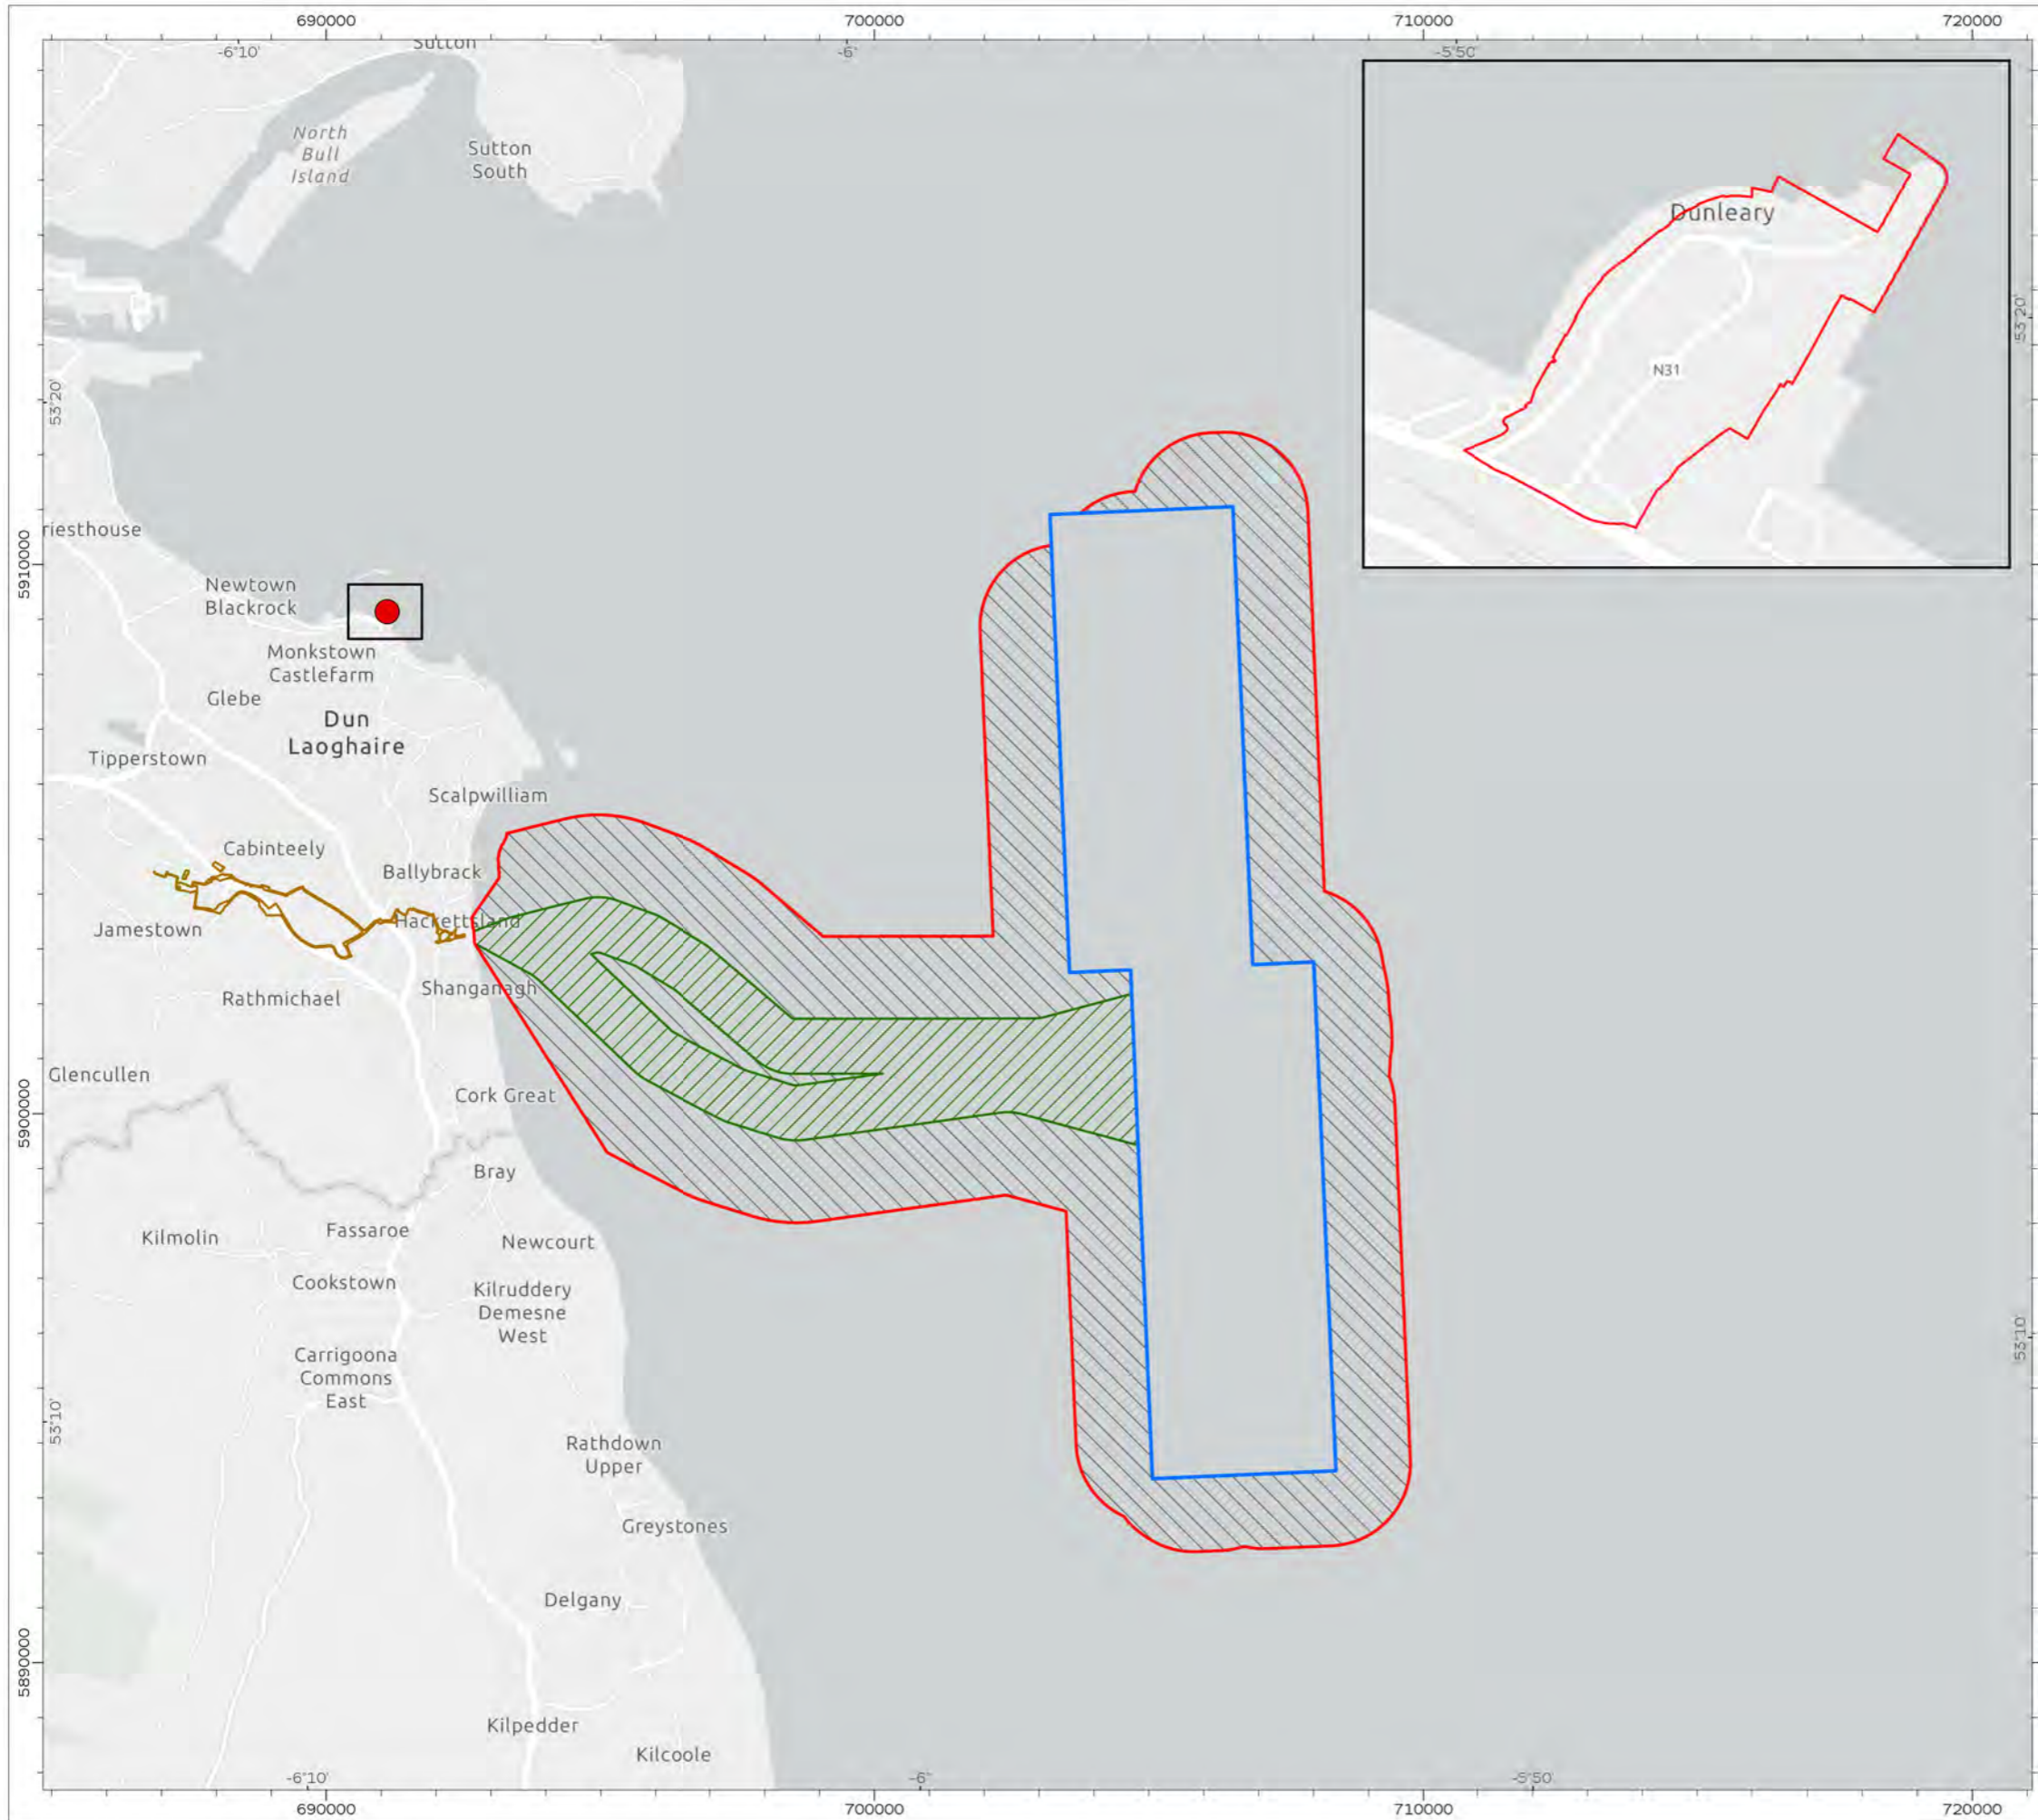 690000
700000
710000
720000
-6°10'
Sutton
-6°
-5°50'
North
Bull
Island
Sutton
South
Dunleary
53°20'
N31
53°20'
riesthouse
5910000
Newtown
Blackrock
Monkstown
Castlefarm
Glebe
Dun
Laoghaire
Tipperstown
Scalpwilliam
Cabinteely
Ballybrack
Hackettsland
Jamestown
Shanganagh
Rathmichael
Glencullen
Cork Great
5900000
Bray
Fassaroe
Kilmolin
Newcourt
Cookstown
Kilruddery
Demesne
West
53°10'
Carrigoona
Commons
East
53°10'
Rathdown
Upper
Greystones
Delgany
5890000
Kilpedder
Kilcoole
-6°10'
-6°
-5°50'
690000
700000
710000
720000